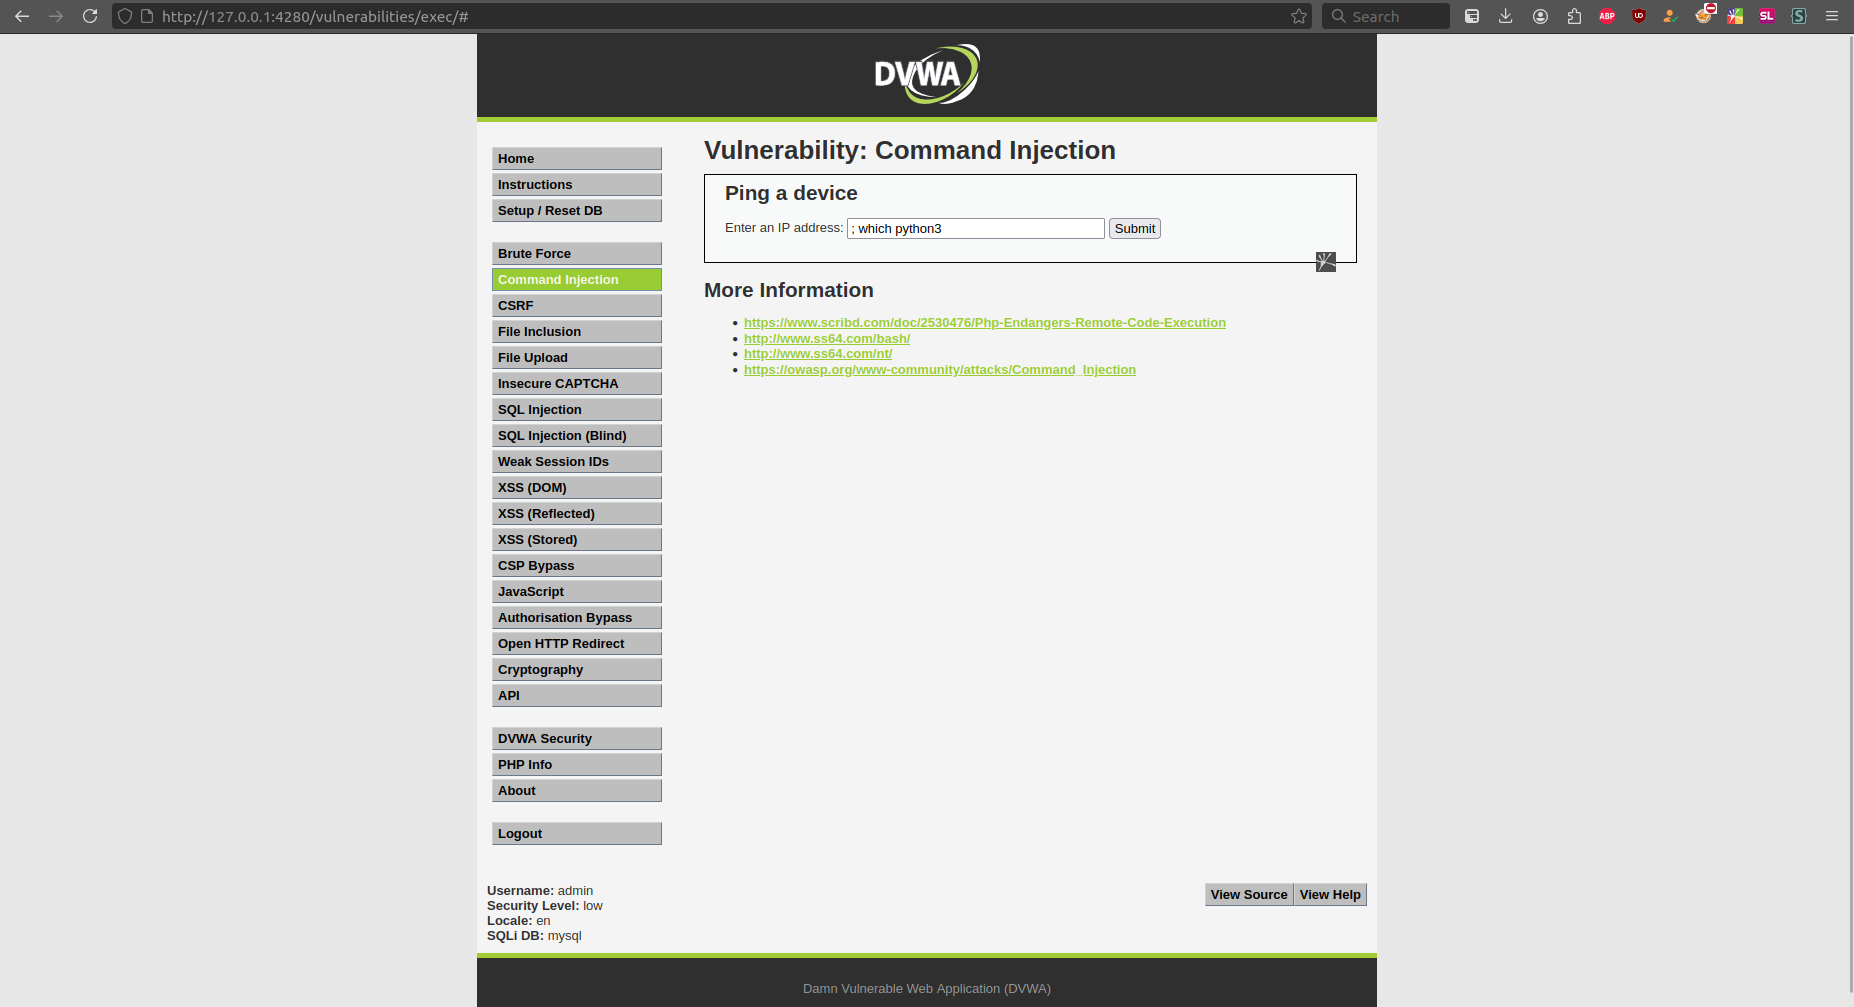 http://127.0.0.1:4280/vulnerabilities/exec/#
Search
ABP
UO
SL
S
DVWA
Home
Instructions
Setup / Reset DB
Brute Force
Command Injection
CSRF
File Inclusion
File Upload
Insecure CAPTCHA
SQL Injection
SQL Injection (Blind)
Weak Session IDs
XSS (DOM)
XSS (Reflected)
XSS (Stored)
CSP Bypass
JavaScript
Authorisation Bypass
Open HTTP Redirect
Cryptography
API
DVWA Security
PHP Info
About
Logout
Vulnerability: Command Injection
Ping a device
Enter an IP address: ; which python3 Submit
More Information
https://www.scribd.com/doc/2530476/Php-Endangers-Remote-Code-Execution
http://www.ss64.com/bash/
http://www.ss64.com/nt/
https://owasp.org/www-community/attacks/Command_Injection
Username: admin
Security Level: low
Locale: en
SQLi DB: mysql
View Source View Help
Damn Vulnerable Web Application (DVWA)